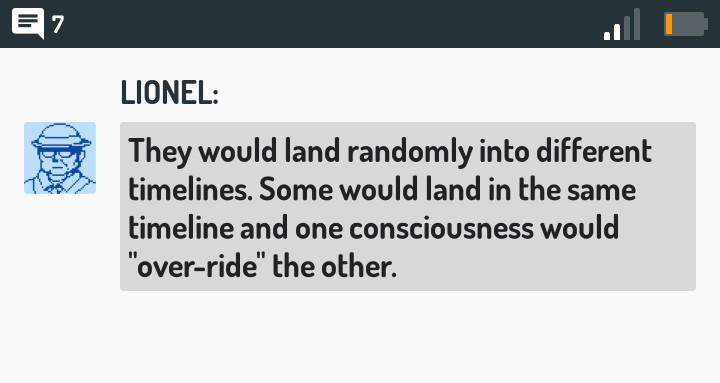 7
LIONEL:
They would land randomly into different
timelines. Some would land in the same
timeline and one consciousness would
"over-ride" the other.